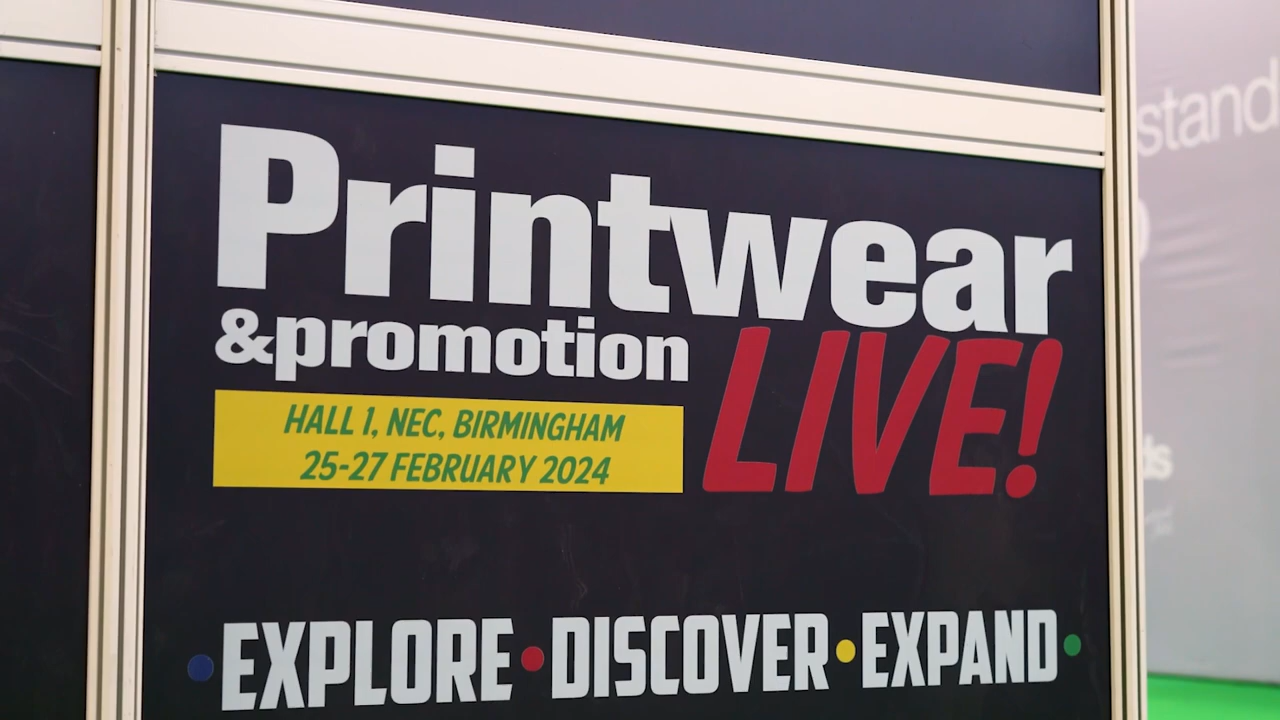 Printwear
&promotion
LIVE!
HALL 1, NEC, BIRMINGHAM
25-27 FEBRUARY 2024
EXPLORE • DISCOVER • EXPAND
stand